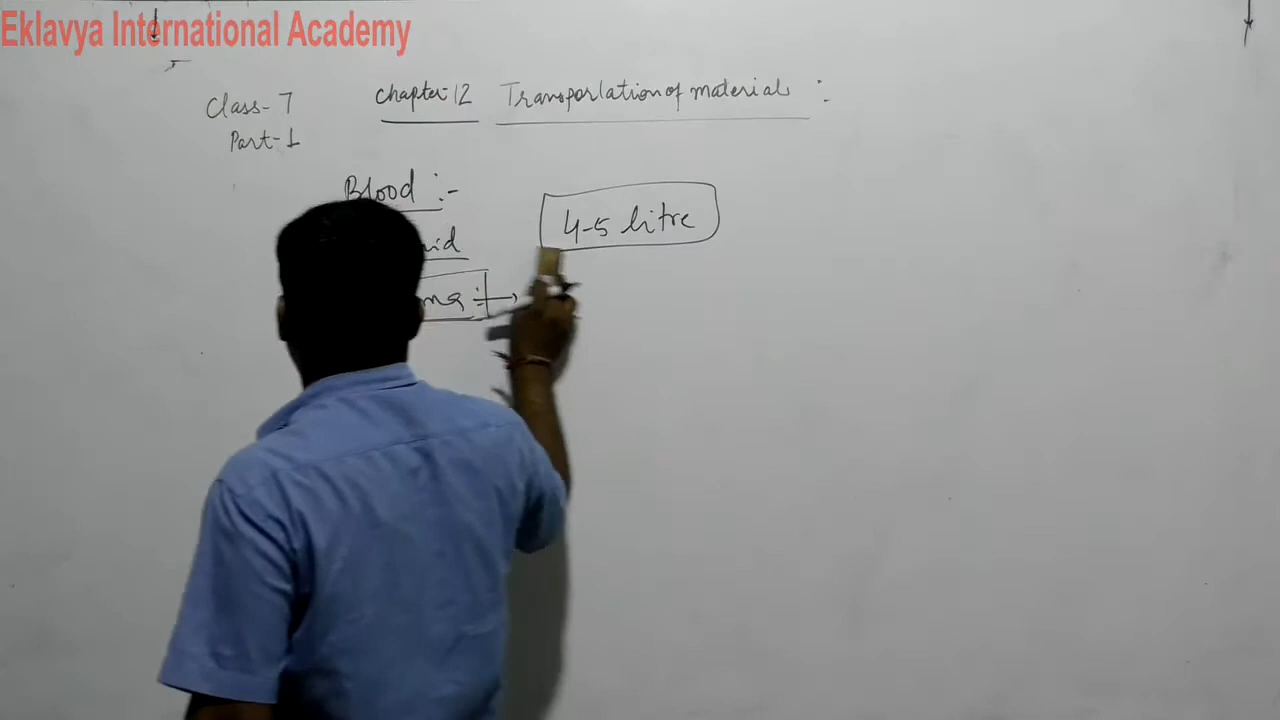 Eklavya International Academy
Class-7 Chapter-12 Transportation of materials :
Part-1
Blood :-
4-5 litre